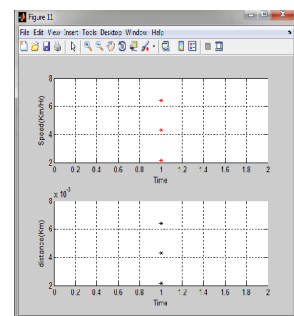 Figure 11
File Edit View Insert Tools Desktop Window Help
8
6
4
2
Speed(Km/Hr)
0 0.2 0.4 0.6 0.8 1 1.2 1.4 1.6 1.8 2
Time
x 10-3
8
6
4
2
distance(Km)
0 0.2 0.4 0.6 0.8 1 1.2 1.4 1.6 1.8 2
Time